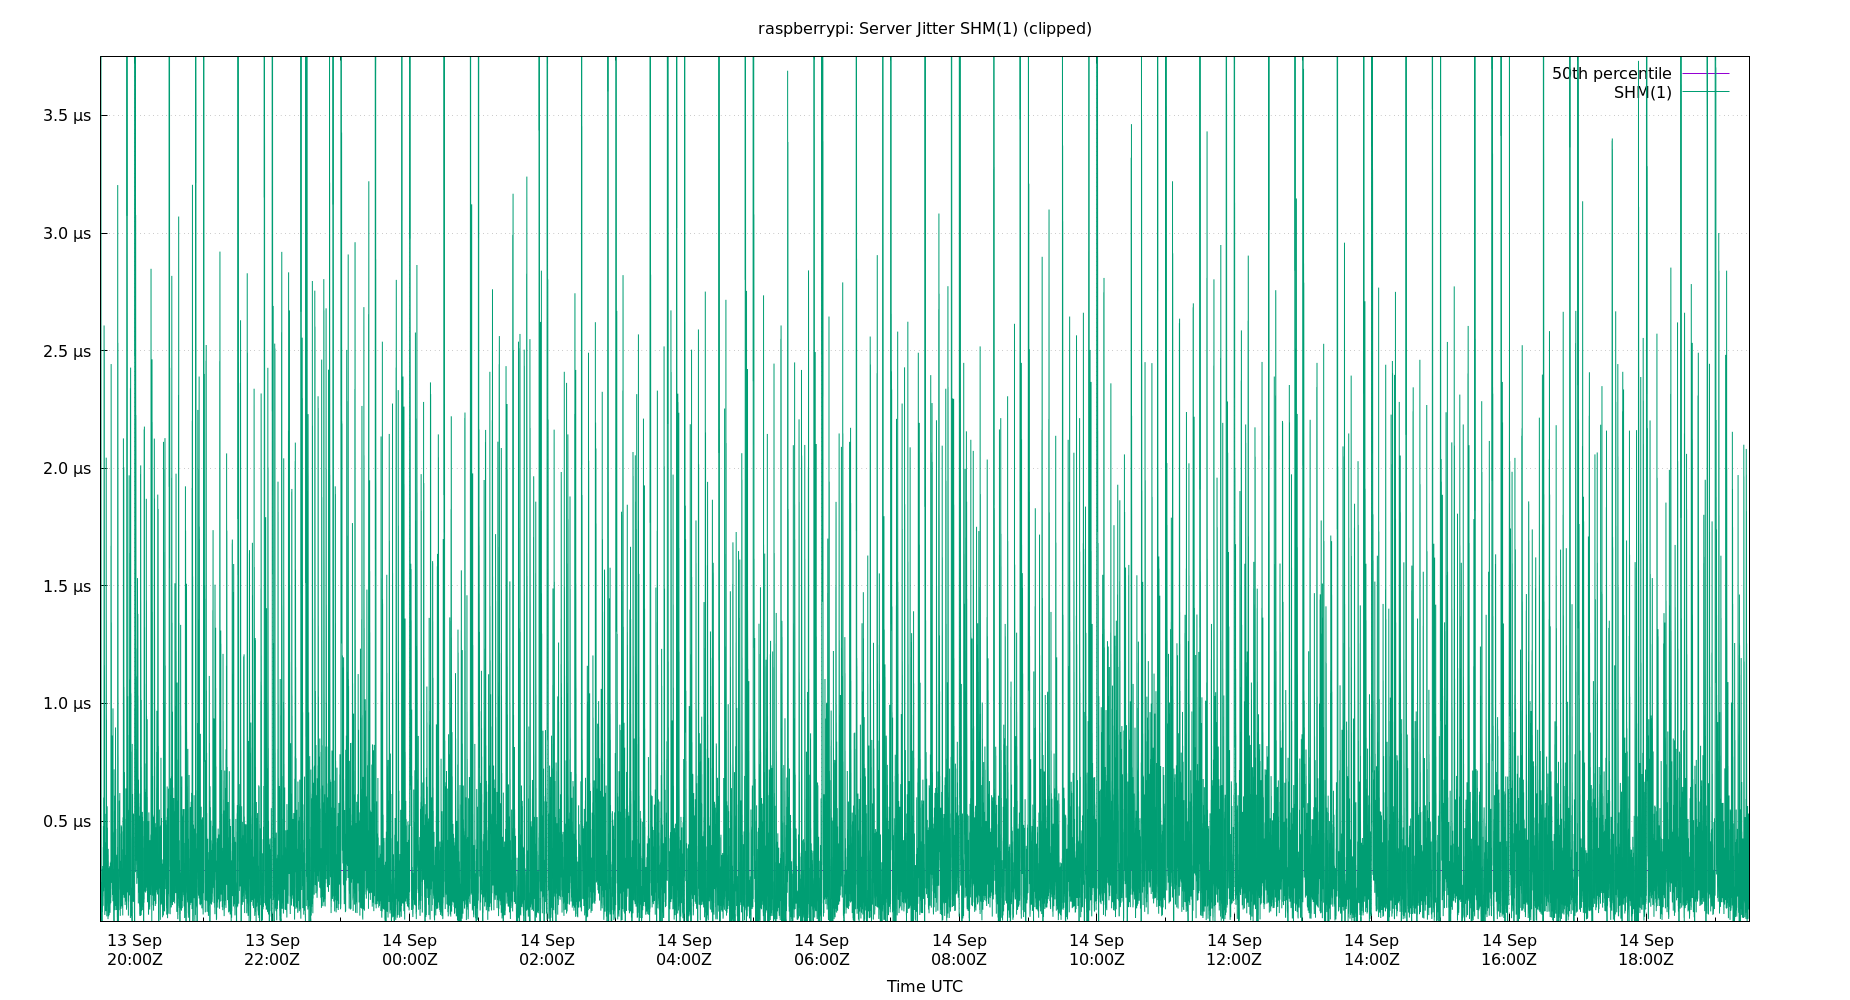 raspberrypi: Server Jitter SHM(1) (clipped)
50th percentile
SHM(1)
3.5 µs
3.0 µs
2.5 µs
2.0 µs
1.5 µs
1.0 µs
0.5 µs
13 Sep 13 Sep 14 Sep 14 Sep 14 Sep 14 Sep 14 Sep 14 Sep 14 Sep 14 Sep 14 Sep 14 Sep
20:00Z 22:00Z 00:00Z 02:00Z 04:00Z 06:00Z 08:00Z 10:00Z 12:00Z 14:00Z 16:00Z 18:00Z
Time UTC